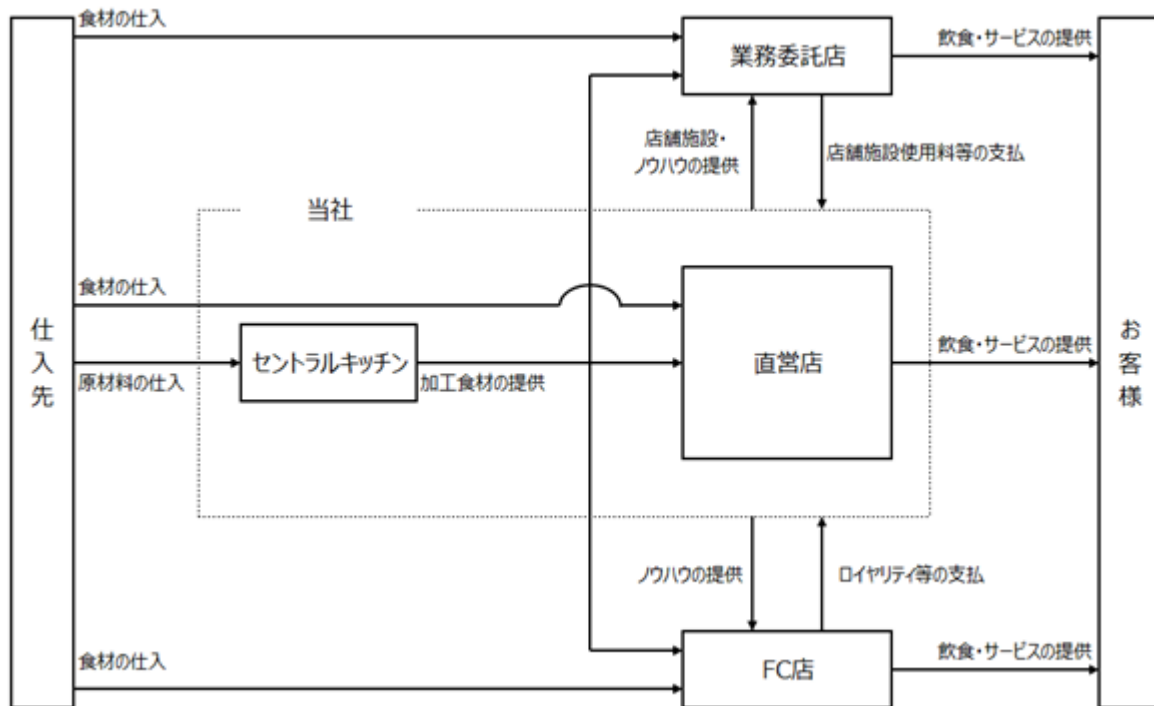 食材の仕入
業務委託店
飲食・サービスの提供
店舗施設・
ノウハウの提供
店舗施設使用料等の支払
当社
食材の仕入
仕入先
セントラルキッチン
直営店
飲食・サービスの提供
お客様
原材料の仕入
加工食材の提供
ノウハウの提供
ロイヤリティ等の支払
食材の仕入
FC店
飲食・サービスの提供